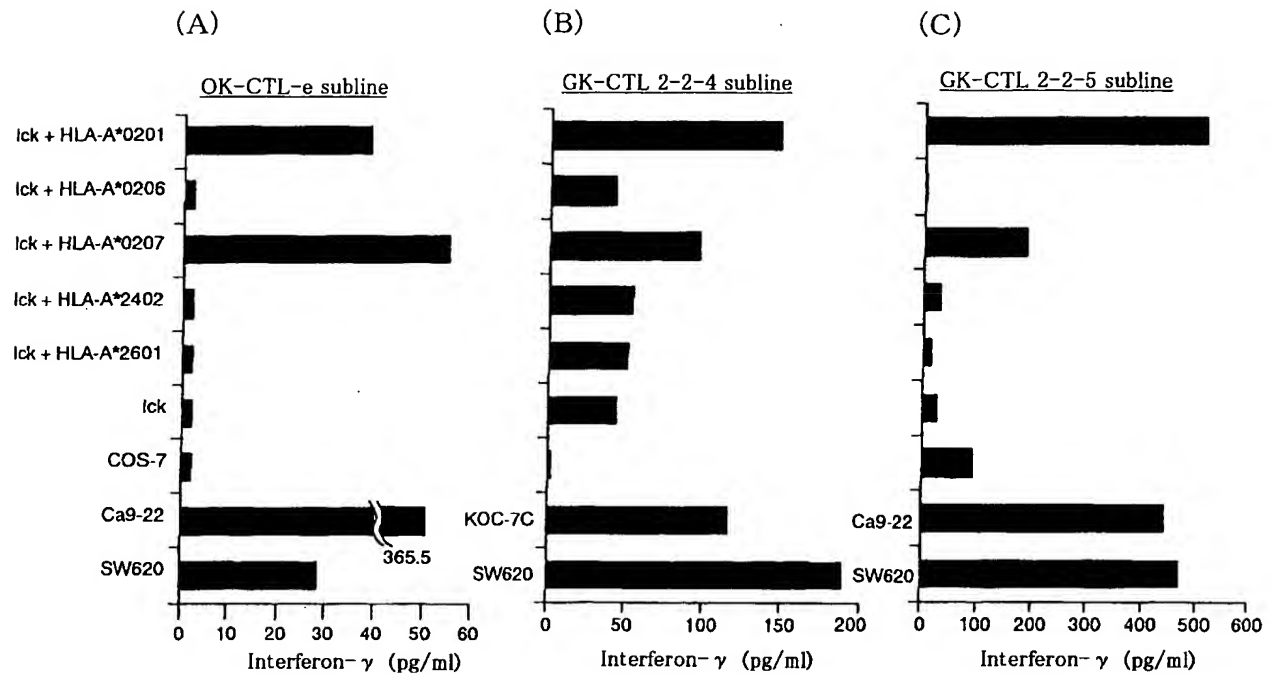 (A)
OK-CTL-e subline
lck + HLA-A*0201
lck + HLA-A*0206
lck + HLA-A*0207
lck + HLA-A*2402
lck + HLA-A*2601
lck
COS-7
Ca9-22
SW620
365.5
0 10 20 30 40 50 60
Interferon- γ (pg/ml)
(B)
GK-CTL 2-2-4 subline
KOC-7C
SW620
0 50 100 150 200
Interferon- γ (pg/ml)
(C)
GK-CTL 2-2-5 subline
Ca9-22
SW620
0 100 200 300 400 500 600
Interferon- γ (pg/ml)